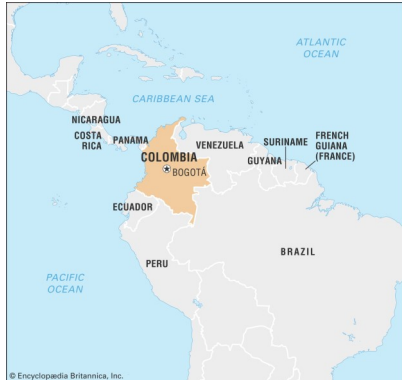 ATLANTIC
OCEAN
CARIBBEAN SEA
NICARAGUA
COSTA
RICA
PANAMA
VENEZUELA
SURINAME
FRENCH
GUIANA
(FRANCE)
GUYANA
COLOMBIA
BOGOTÁ
ECUADOR
BRAZIL
PERU
PACIFIC
OCEAN
© Encyclopædia Britannica, Inc.